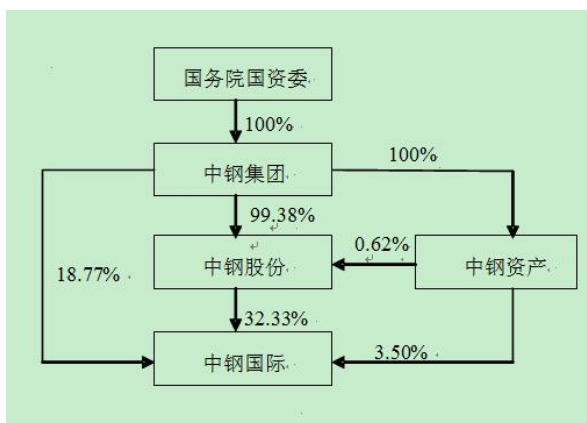 国务院国资委
100%
中钢集团
100%
99.38%
中钢股份
0.62%
中钢资产
18.77%
32.33%
中钢国际
3.50%